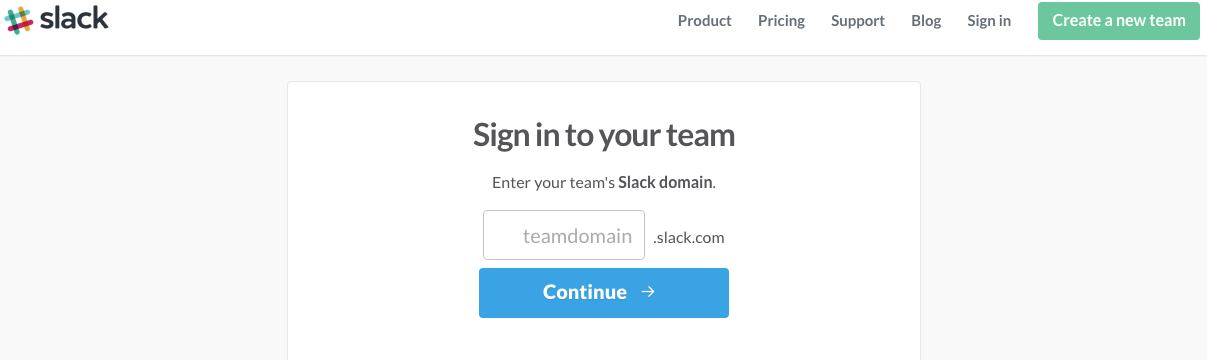 slack
Product Pricing Support Blog Sign in Create a new team
Sign in to your team
Enter your team's Slack domain.
teamdomain .slack.com
Continue →